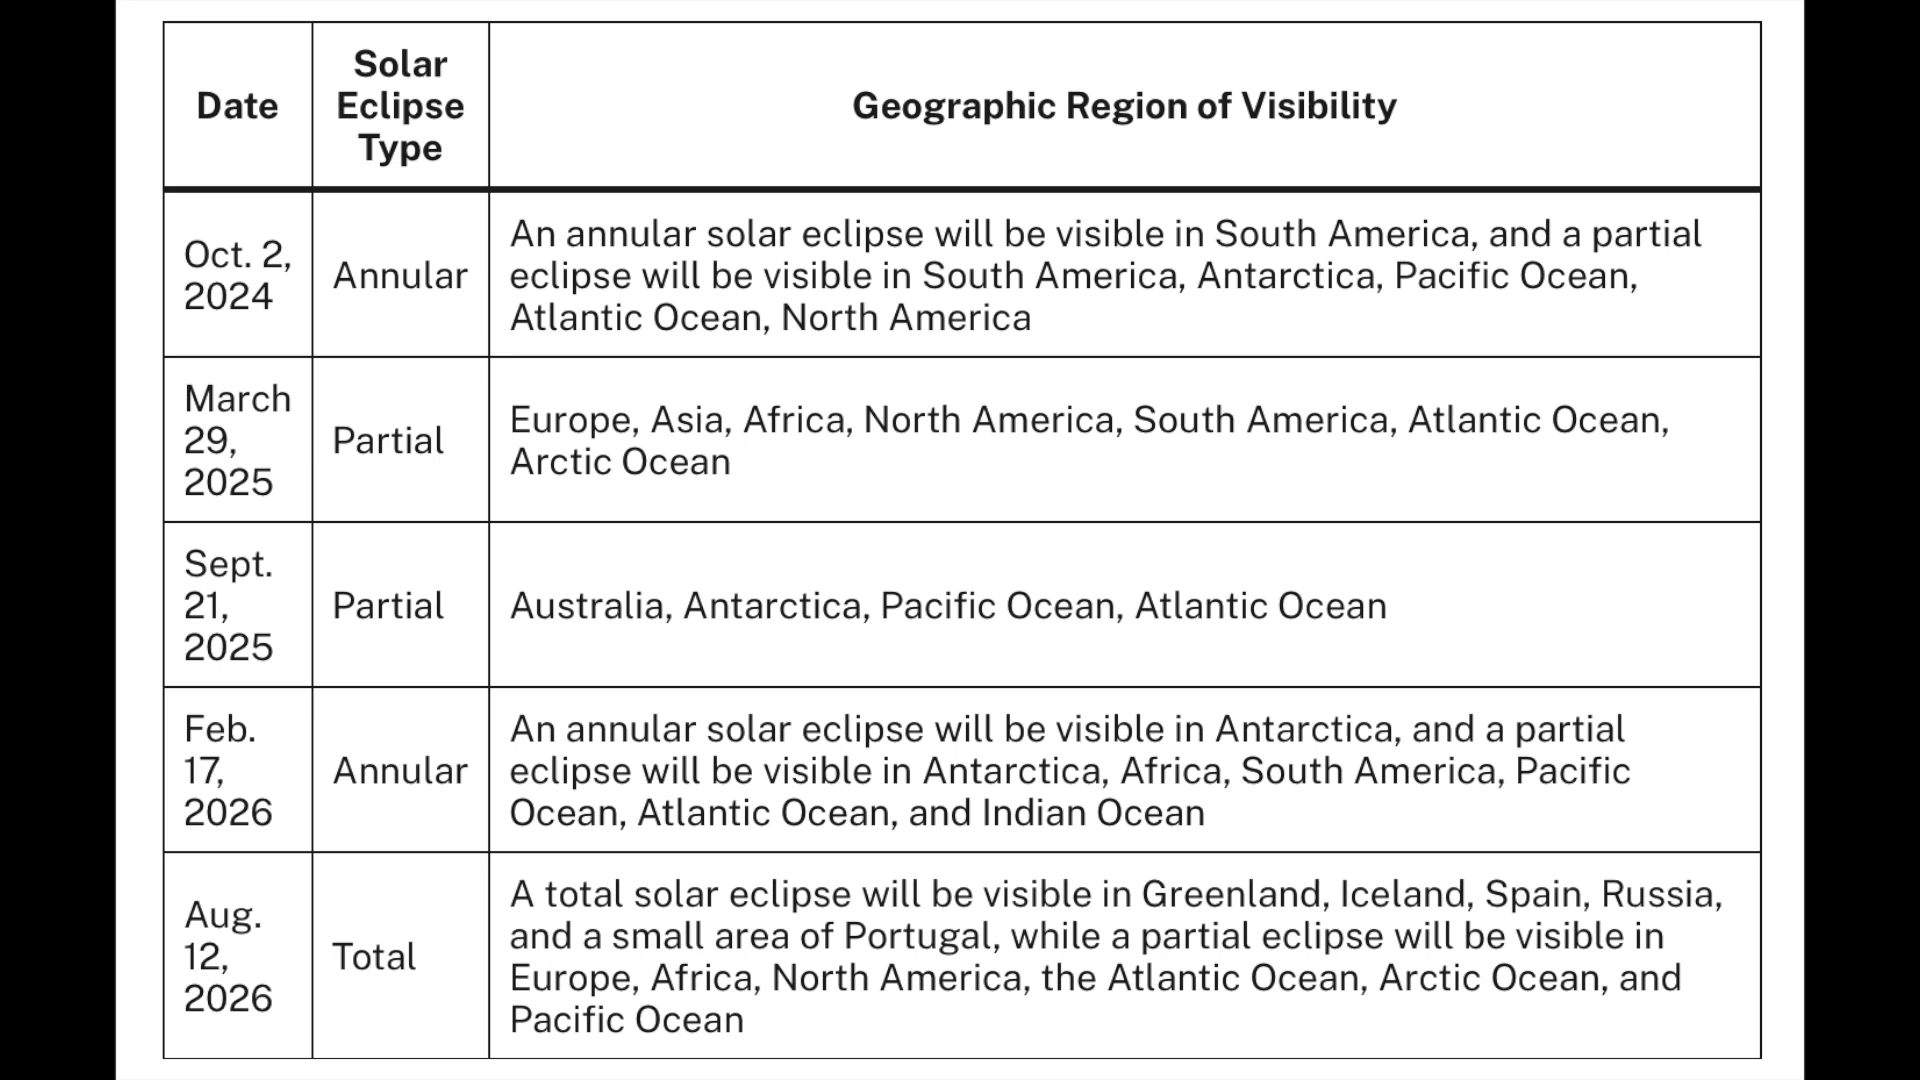 Date
Solar
Eclipse
Type
Geographic Region of Visibility
Oct. 2,
2024
Annular
An annular solar eclipse will be visible in South America, and a partial
eclipse will be visible in South America, Antarctica, Pacific Ocean,
Atlantic Ocean, North America
March
29,
2025
Partial
Europe, Asia, Africa, North America, South America, Atlantic Ocean,
Arctic Ocean
Sept.
21,
2025
Partial
Australia, Antarctica, Pacific Ocean, Atlantic Ocean
Feb.
17,
2026
Annular
An annular solar eclipse will be visible in Antarctica, and a partial
eclipse will be visible in Antarctica, Africa, South America, Pacific
Ocean, Atlantic Ocean, and Indian Ocean
Aug.
12,
2026
Total
A total solar eclipse will be visible in Greenland, Iceland, Spain, Russia,
and a small area of Portugal, while a partial eclipse will be visible in
Europe, Africa, North America, the Atlantic Ocean, Arctic Ocean, and
Pacific Ocean